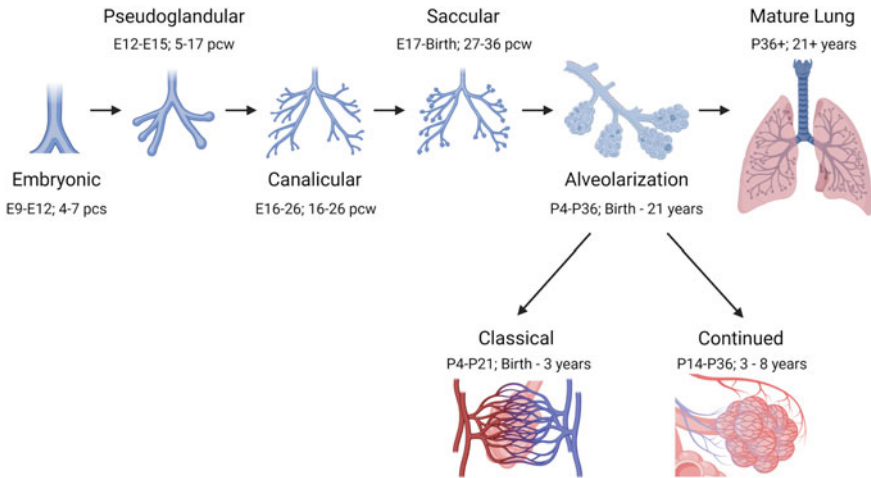 Pseudoglandular
E12-E15; 5-17 pcw
Saccular
E17-Birth; 27-36 pcw
Mature Lung
P36+; 21+ years
Embryonic
E9-E12; 4-7 pcs
Canalicular
E16-26; 16-26 pcw
Alveolarization
P4-P36; Birth - 21 years
Classical
P4-P21; Birth - 3 years
Continued
P14-P36; 3 - 8 years